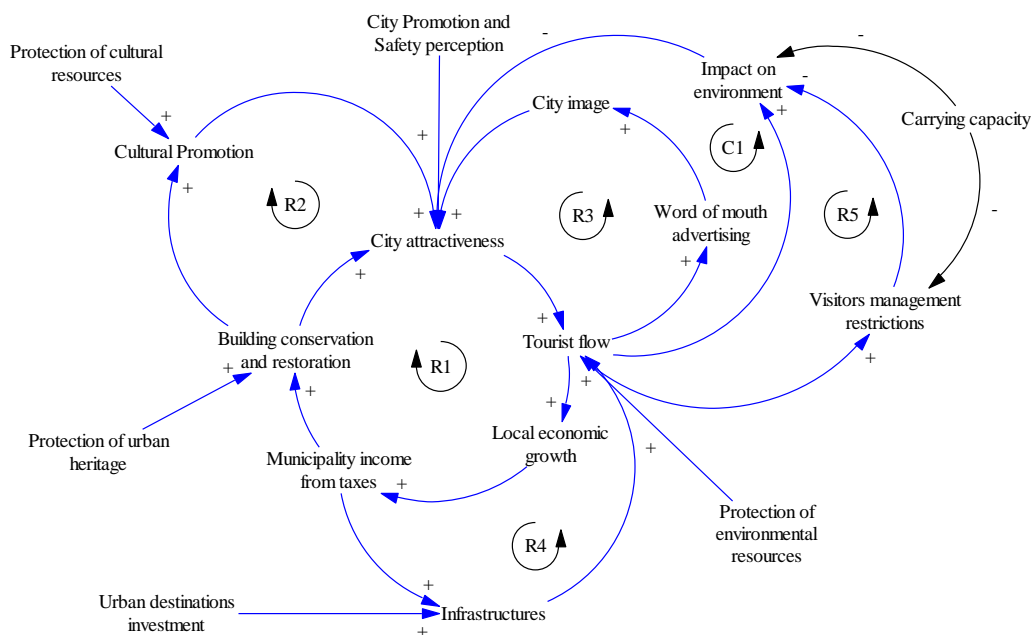 City Promotion and
Safety perception
-
-
Protection of cultural
resources
Impact on
environment
-
City image
+
+
Carrying capacity
+
+
+
C1
Cultural Promotion
+
R2
+
+
R3
Word of mouth
advertising
R5
-
City attractiveness
+
+
Visitors management
restrictions
Building conservation
and restoration
+
Tourist flow
+
+
R1
+
+
+
Local economic
growth
Protection of urban
heritage
Municipality income
from taxes
+
+
Protection of
environmental
resources
R4
Urban destinations
investment
+
Infrastructures
+